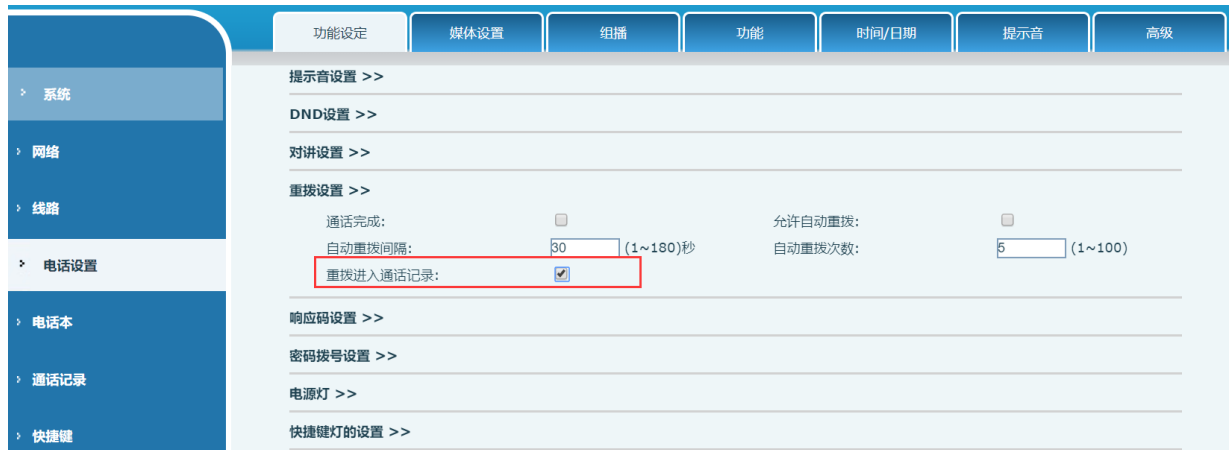 功能设定 媒体设置 组播 功能 时间/日期 提示音 高级
系统
网络
线路
电话设置
电话本
通话记录
快捷键
提示音设置 >>
DND设置 >>
对讲设置 >>
重拨设置 >>
通话完成: 允许自动重拨:
自动重拨间隔: 30 (1~180)秒 自动重拨次数: 5 (1~100)
重拨进入通话记录:
响应码设置 >>
密码拨号设置 >>
电源灯 >>
快捷键灯的设置 >>